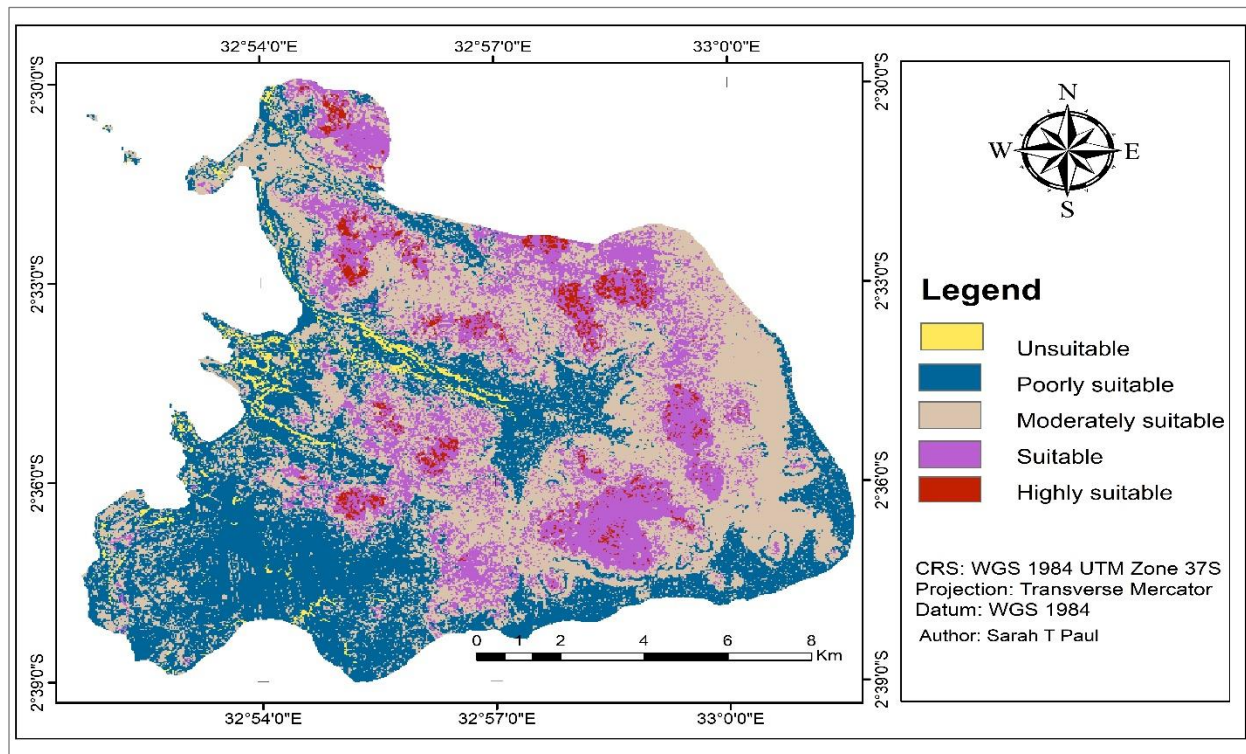 32°54'0"E 32°57'0"E 33°0'0"E
2°30'0"S 2°30'0"S
2°33'0"S 2°33'0"S
2°36'0"S 2°36'0"S
2°39'0"S 2°39'0"S
0 1 2 4 6 8
Km
32°54'0"E 32°57'0"E 33°0'0"E
N
W E
S
Legend
Unsuitable
Poorly suitable
Moderately suitable
Suitable
Highly suitable
CRS: WGS 1984 UTM Zone 37S
Projection: Transverse Mercator
Datum: WGS 1984
Author: Sarah T Paul